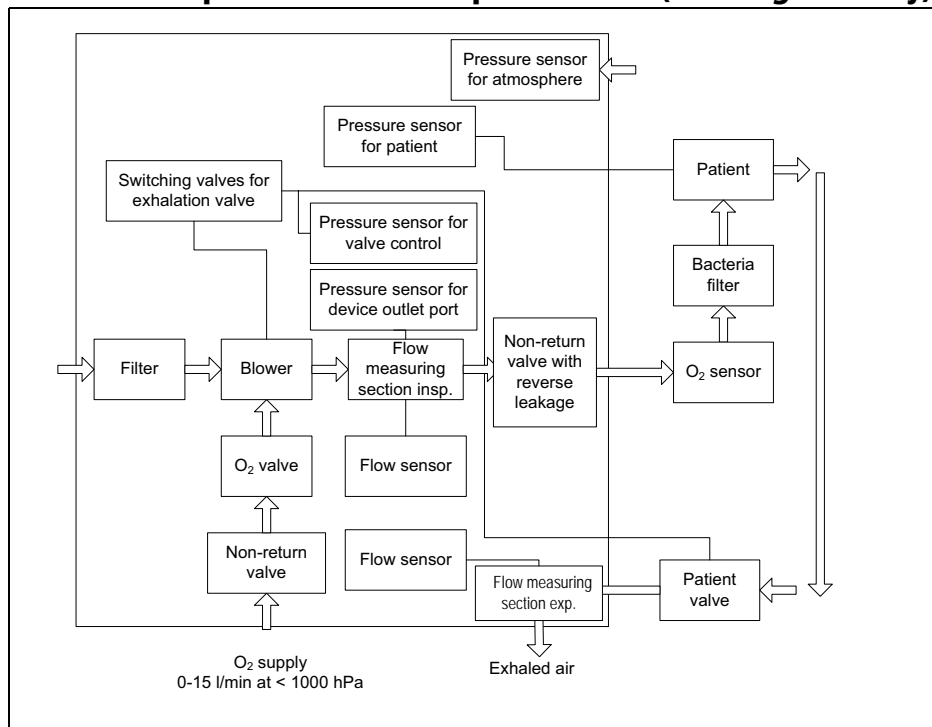 Pressure sensor
for atmosphere
Pressure sensor
for patient
Patient
Switching valves for
exhalation valve
Pressure sensor for
valve control
Bacteria
filter
Pressure sensor for
device outlet port
Filter
Blower
Flow
measuring
section insp.
Non-return
valve with
reverse
leakage
O₂ sensor
O₂ valve
Flow sensor
Non-return
valve
Flow sensor
Flow measuring
section exp.
Patient
valve
O₂ supply
0-15 l/min at < 1000 hPa
Exhaled air